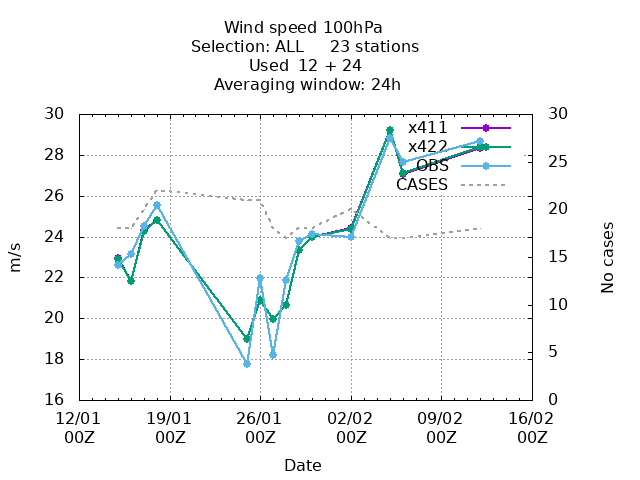 Wind speed 100hPa
Selection: ALL     23 stations
Used  12 + 24
Averaging window: 24h
30
28
26
24
22
20
18
16
m/s
30
25
20
15
10
5
0
No cases
x411
x422
OBS
CASES
12/01 19/01 26/01 02/02 09/02 16/02
00Z 00Z 00Z 00Z 00Z 00Z
Date